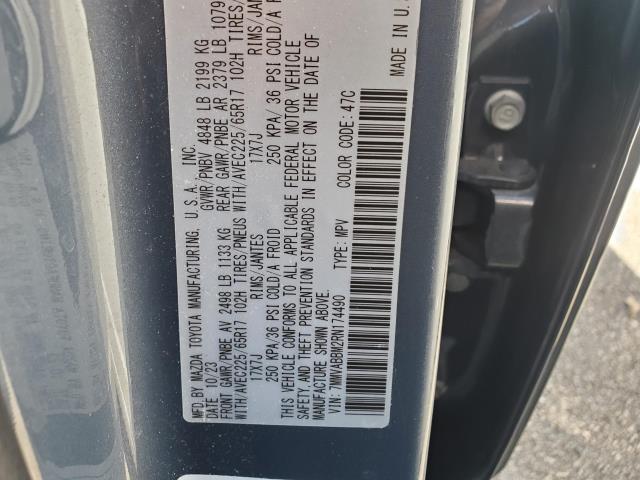 MFD. BY MAZDA TOYOTA MANUFACTURING, U.S.A., INC.
DATE 10/23 GVWR/PNBV 4848 LB 2199 KG
FRONT GAWR/PNBE AV 2498 LB 1133 KG REAR GAWR/PNBE AR 2379 LB 1079
WITH/AVEC225/65R17 102H TIRES/PNEUS WITH/AVEC225/65R17 102H TIRES/
17X7J RIMS/JANTES 17X7J RIMS/JAN
250 KPA/36 PSI COLD/A FROID 250 KPA/ 36 PSI COLD/A F
THIS VEHICLE CONFORMS TO ALL APPLICABLE FEDERAL MOTOR VEHICLE
SAFETY, AND THEFT PREVENTION STANDARDS IN EFFECT ON THE DATE OF
MANUFACTURE SHOWN ABOVE.
VIN: 7MMVABBM2RN174490 TYPE: MPV COLOR CODE: 47C
MADE IN U.